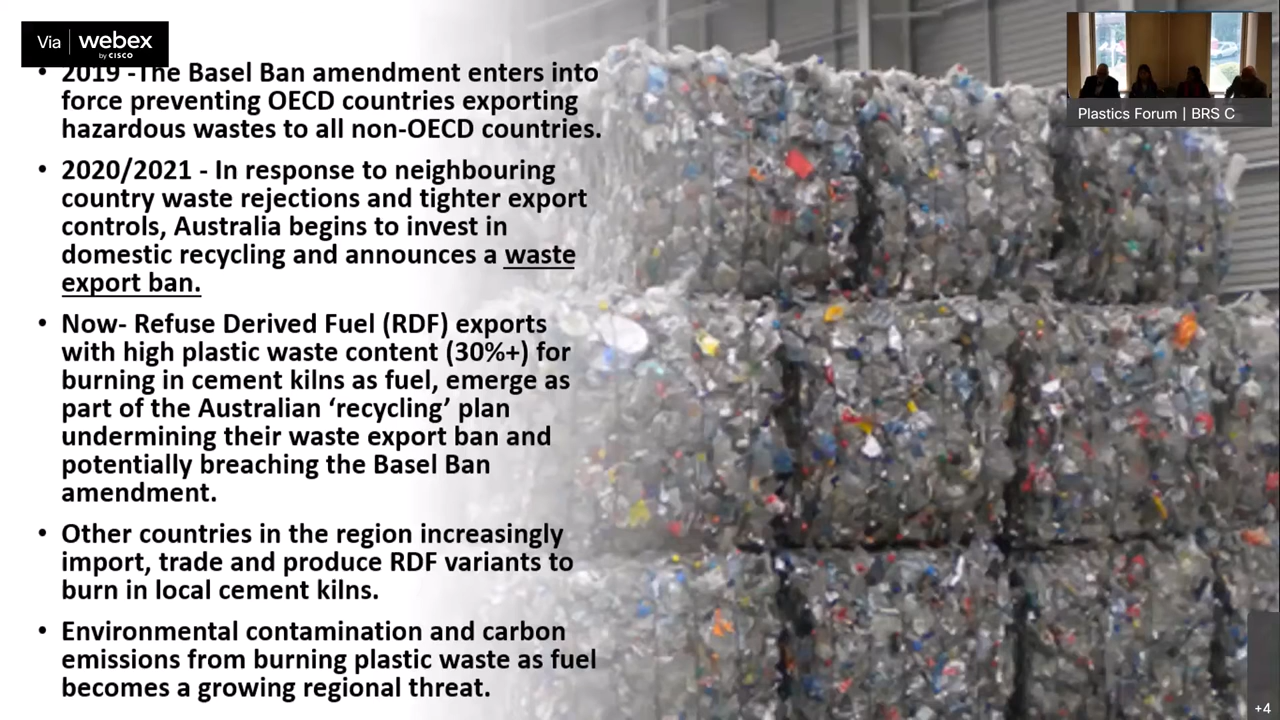 Via webex
by CISCO
Plastics Forum | BRS C
• 2019 -The Basel Ban amendment enters into
force preventing OECD countries exporting
hazardous wastes to all non-OECD countries.
• 2020/2021 - In response to neighbouring
country waste rejections and tighter export
controls, Australia begins to invest in
domestic recycling and announces a waste
export ban.
• Now- Refuse Derived Fuel (RDF) exports
with high plastic waste content (30%+) for
burning in cement kilns as fuel, emerge as
part of the Australian ‘recycling’ plan
undermining their waste export ban and
potentially breaching the Basel Ban
amendment.
• Other countries in the region increasingly
import, trade and produce RDF variants to
burn in local cement kilns.
• Environmental contamination and carbon
emissions from burning plastic waste as fuel
becomes a growing regional threat.
+4